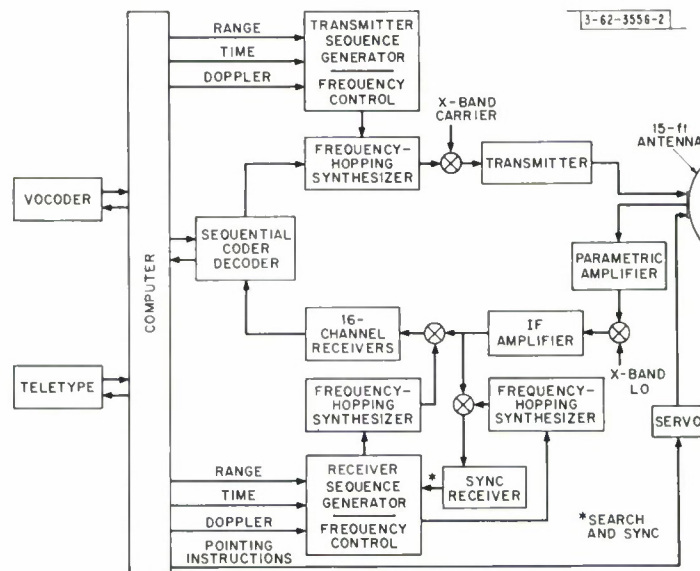 3-62-3556-2
RANGE
TIME
DOPPLER
TRANSMITTER
SEQUENCE
GENERATOR
FREQUENCY
CONTROL
X-BAND
CARRIER
15-ft
ANTENNA
FREQUENCY-
HOPPING
SYNTHESIZER
TRANSMITTER
VOCODER
COMPUTER
SEQUENTIAL
CODER
DECODER
PARAMETRIC
AMPLIFIER
16-
CHANNEL
RECEIVERS
IF
AMPLIFIER
X-BAND
LO
TELETYPE
FREQUENCY-
HOPPING
SYNTHESIZER
FREQUENCY-
HOPPING
SYNTHESIZER
SERVO
RANGE
TIME
DOPPLER
POINTING
INSTRUCTIONS
RECEIVER
SEQUENCE
GENERATOR
FREQUENCY
CONTROL
*
SYNC
RECEIVER
*SEARCH
AND SYNC